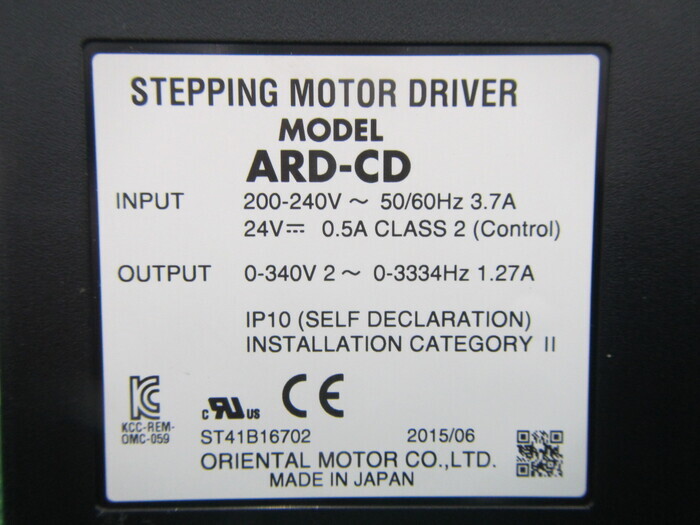 STEPPING MOTOR DRIVER
MODEL
ARD-CD
INPUT 200-240V ~ 50/60Hz 3.7A
24V⎓ 0.5A CLASS 2 (Control)
OUTPUT 0-340V 2~ 0-3334Hz 1.27A
IP10 (SELF DECLARATION)
INSTALLATION CATEGORY II
KCC-REM-
OMC-059
c RU US CE
ST41B16702 2015/06
ORIENTAL MOTOR CO.,LTD.
MADE IN JAPAN